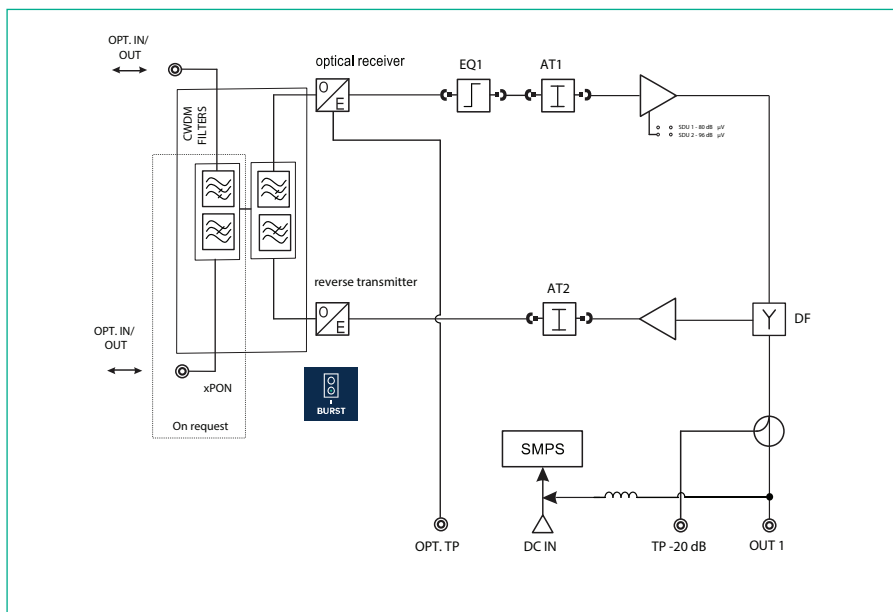 OPT. IN/
OUT
optical receiver
EQ1
AT1
O
E
SDU 1 - 80 dB µV
SDU 2 - 96 dB µV
CWDM
FILTERS
reverse transmitter
O
E
AT2
DF
OPT. IN/
OUT
xPON
BURST
On request
SMPS
OPT. TP
DC IN
TP -20 dB
OUT 1